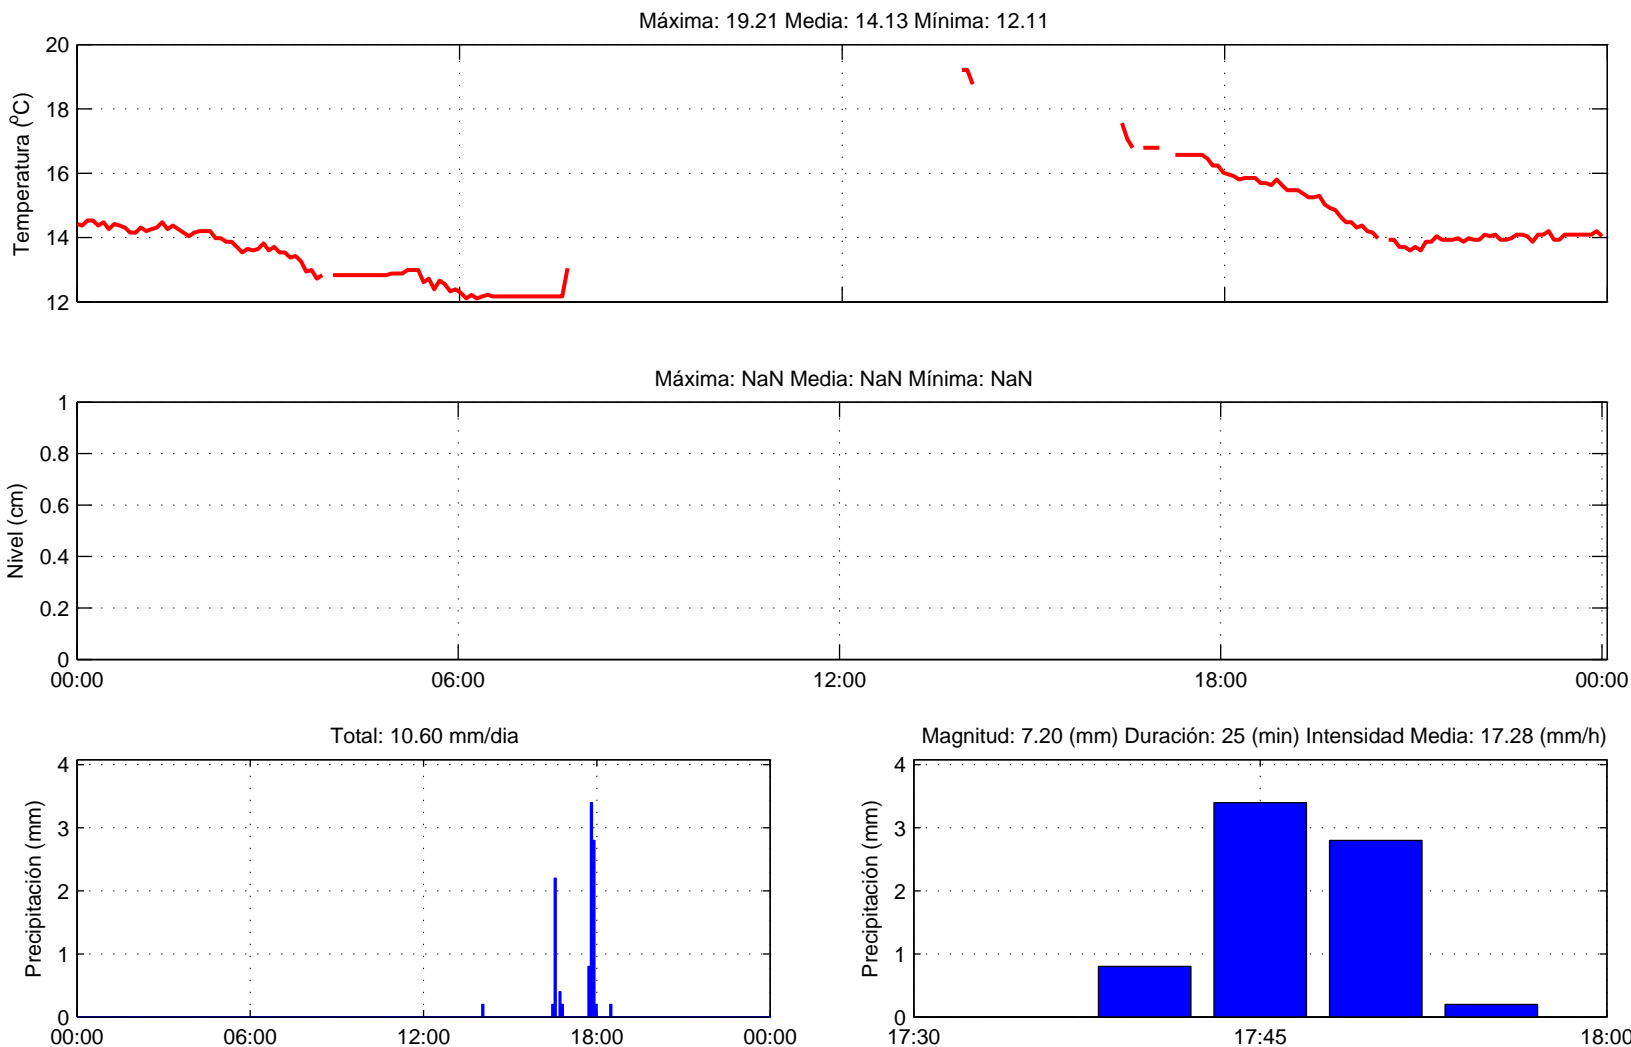 Máxima: 19.21 Media: 14.13 Mínima: 12.11
Temperatura (ºC)
20
18
16
14
12
Máxima: NaN Media: NaN Mínima: NaN
Nivel (cm)
1
0.8
0.6
0.4
0.2
0
00:00 06:00 12:00 18:00 00:00
Total: 10.60 mm/dia
Precipitación (mm)
4
3
2
1
0
00:00 06:00 12:00 18:00 00:00
Magnitud: 7.20 (mm) Duración: 25 (min) Intensidad Media: 17.28 (mm/h)
Precipitación (mm)
4
3
2
1
0
17:30 17:45 18:00